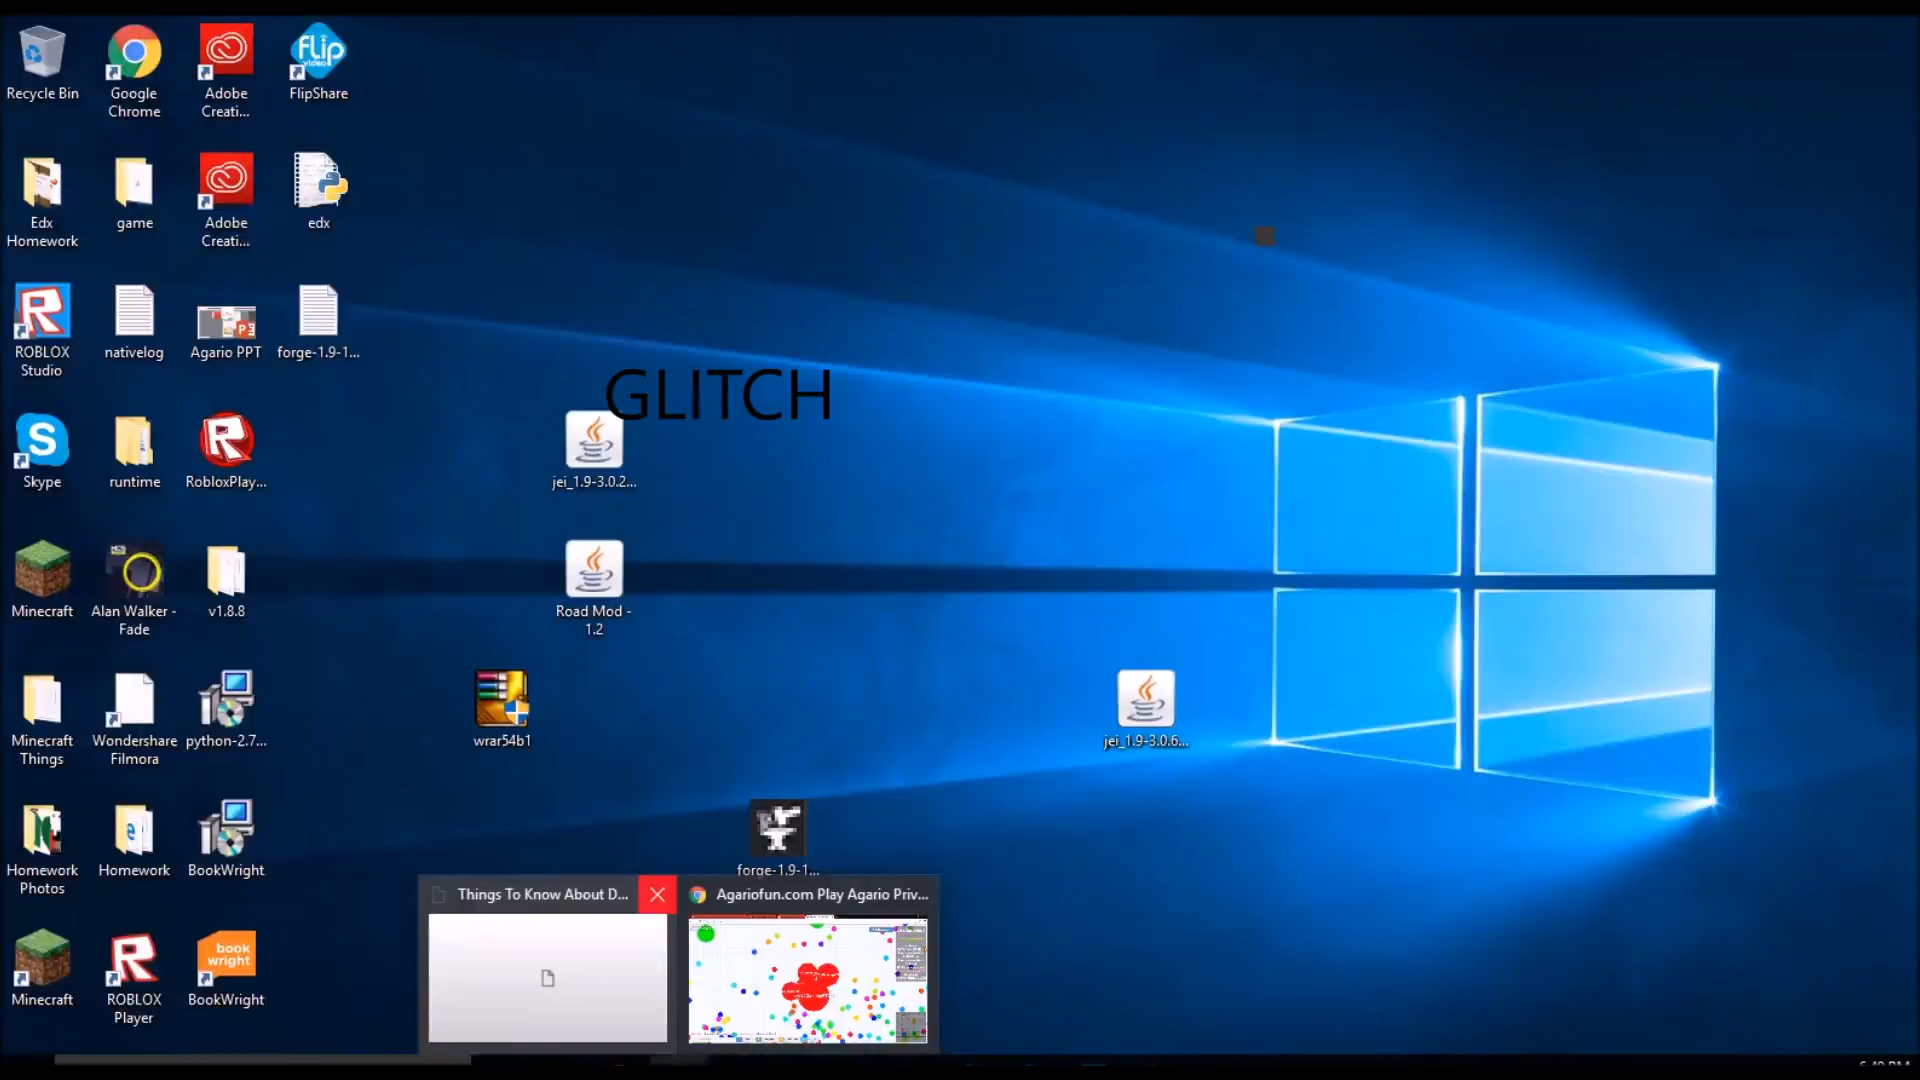 Recycle Bin
Google
Chrome
Adobe
Creati...
flip
video
FlipShare
Edx
Homework
game
Adobe
Creati...
edx
ROBLOX
Studio
nativelog
Agario PPT
forge-1.9-1...
GLITCH
Skype
runtime
RobloxPlay...
jei_1.9-3.0.2...
Minecraft
Alan Walker -
Fade
v1.8.8
Road Mod -
1.2
Minecraft
Things
Wondershare
Filmora
python-2.7...
wrar54b1
jei_1.9-3.0.6...
Homework
Photos
Homework
BookWright
forge-1.9-1...
Things To Know About D...
Agariofun.com Play Agario Priv...
Minecraft
ROBLOX
Player
book
wright
BookWright